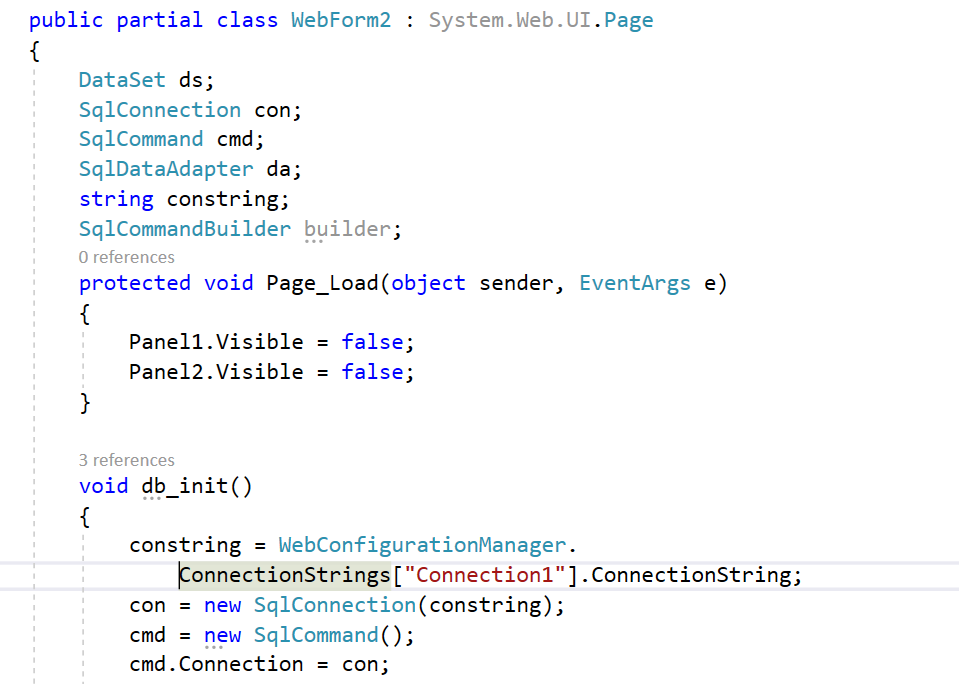 public partial class WebForm2 : System.Web.UI.Page
{
DataSet ds;
SqlConnection con;
SqlCommand cmd;
SqlDataAdapter da;
string constring;
SqlCommandBuilder builder;
0 references
protected void Page_Load(object sender, EventArgs e)
{
Panel1.Visible = false;
Panel2.Visible = false;
}
3 references
void db_init()
{
constring = WebConfigurationManager.
ConnectionStrings["Connection1"].ConnectionString;
con = new SqlConnection(constring);
cmd = new SqlCommand();
cmd.Connection = con;